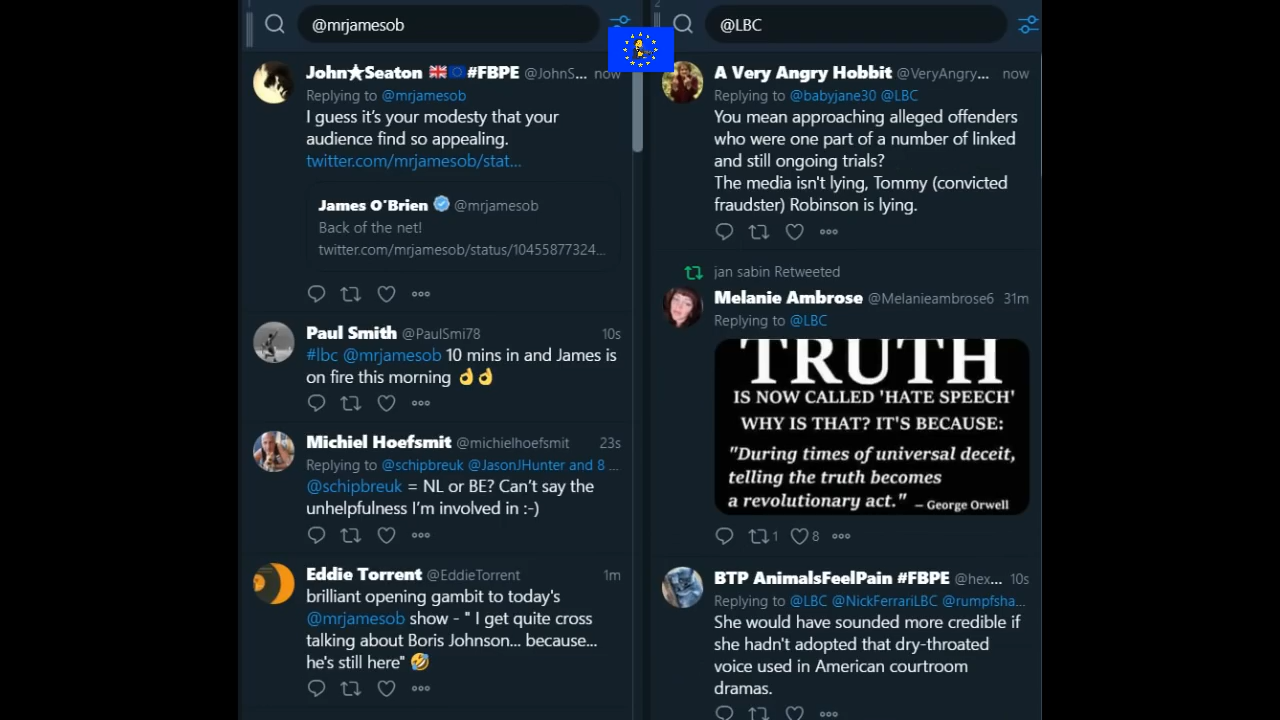 1
@mrjamesob
John★Seaton 🇬🇧🇪🇺#FBPE @JohnS... now
Replying to @mrjamesob
I guess it's your modesty that your
audience find so appealing.
twitter.com/mrjamesob/stat...
James O'Brien @mrjamesob
Back of the net!
twitter.com/mrjamesob/status/10455877324...
Paul Smith @PaulSmi78 10s
#lbc @mrjamesob 10 mins in and James is
on fire this morning 👌👌
Michiel Hoefsmit @michielhoefsmit 23s
Replying to @schipbreuk @JasonJHunter and 8 ...
@schipbreuk = NL or BE? Can't say the
unhelpfulness I'm involved in :-)
Eddie Torrent @EddieTorrent 1m
brilliant opening gambit to today's
@mrjamesob show - " I get quite cross
talking about Boris Johnson... because...
he's still here" 🤣
2
@LBC
A Very Angry Hobbit @VeryAngry... now
Replying to @babyjane30 @LBC
You mean approaching alleged offenders
who were one part of a number of linked
and still ongoing trials?
The media isn't lying, Tommy (convicted
fraudster) Robinson is lying.
jan sabin Retweeted
Melanie Ambrose @Melanieambrose6 31m
Replying to @LBC
TRUTH
IS NOW CALLED 'HATE SPEECH'
WHY IS THAT? IT'S BECAUSE:
"During times of universal deceit,
telling the truth becomes
a revolutionary act." – George Orwell
1 8
BTP AnimalsFeelPain #FBPE @hex... 10s
Replying to @LBC @NickFerrariLBC @rumpfsha...
She would have sounded more credible if
she hadn't adopted that dry-throated
voice used in American courtroom
dramas.